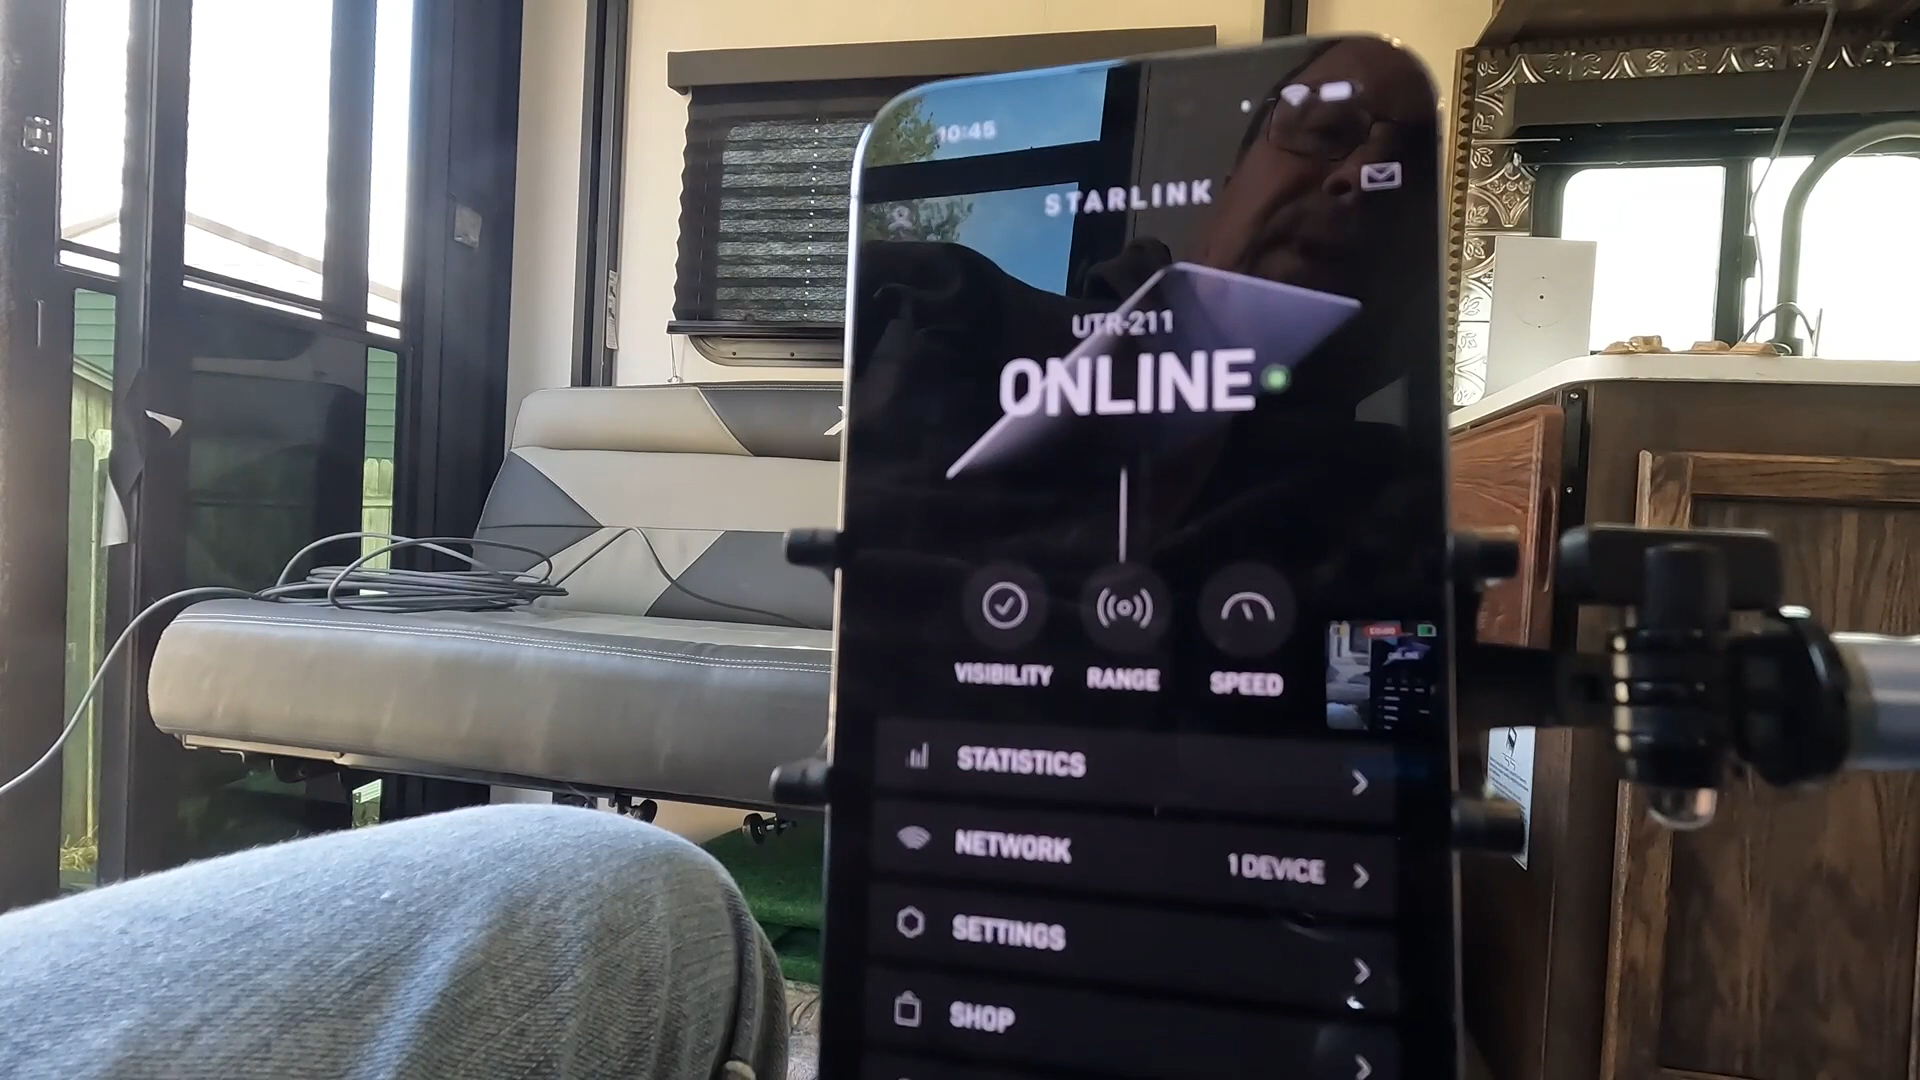 10:45
STARLINK
UTR-211
ONLINE
VISIBILITY
RANGE
SPEED
STATISTICS
NETWORK
1 DEVICE
SETTINGS
SHOP